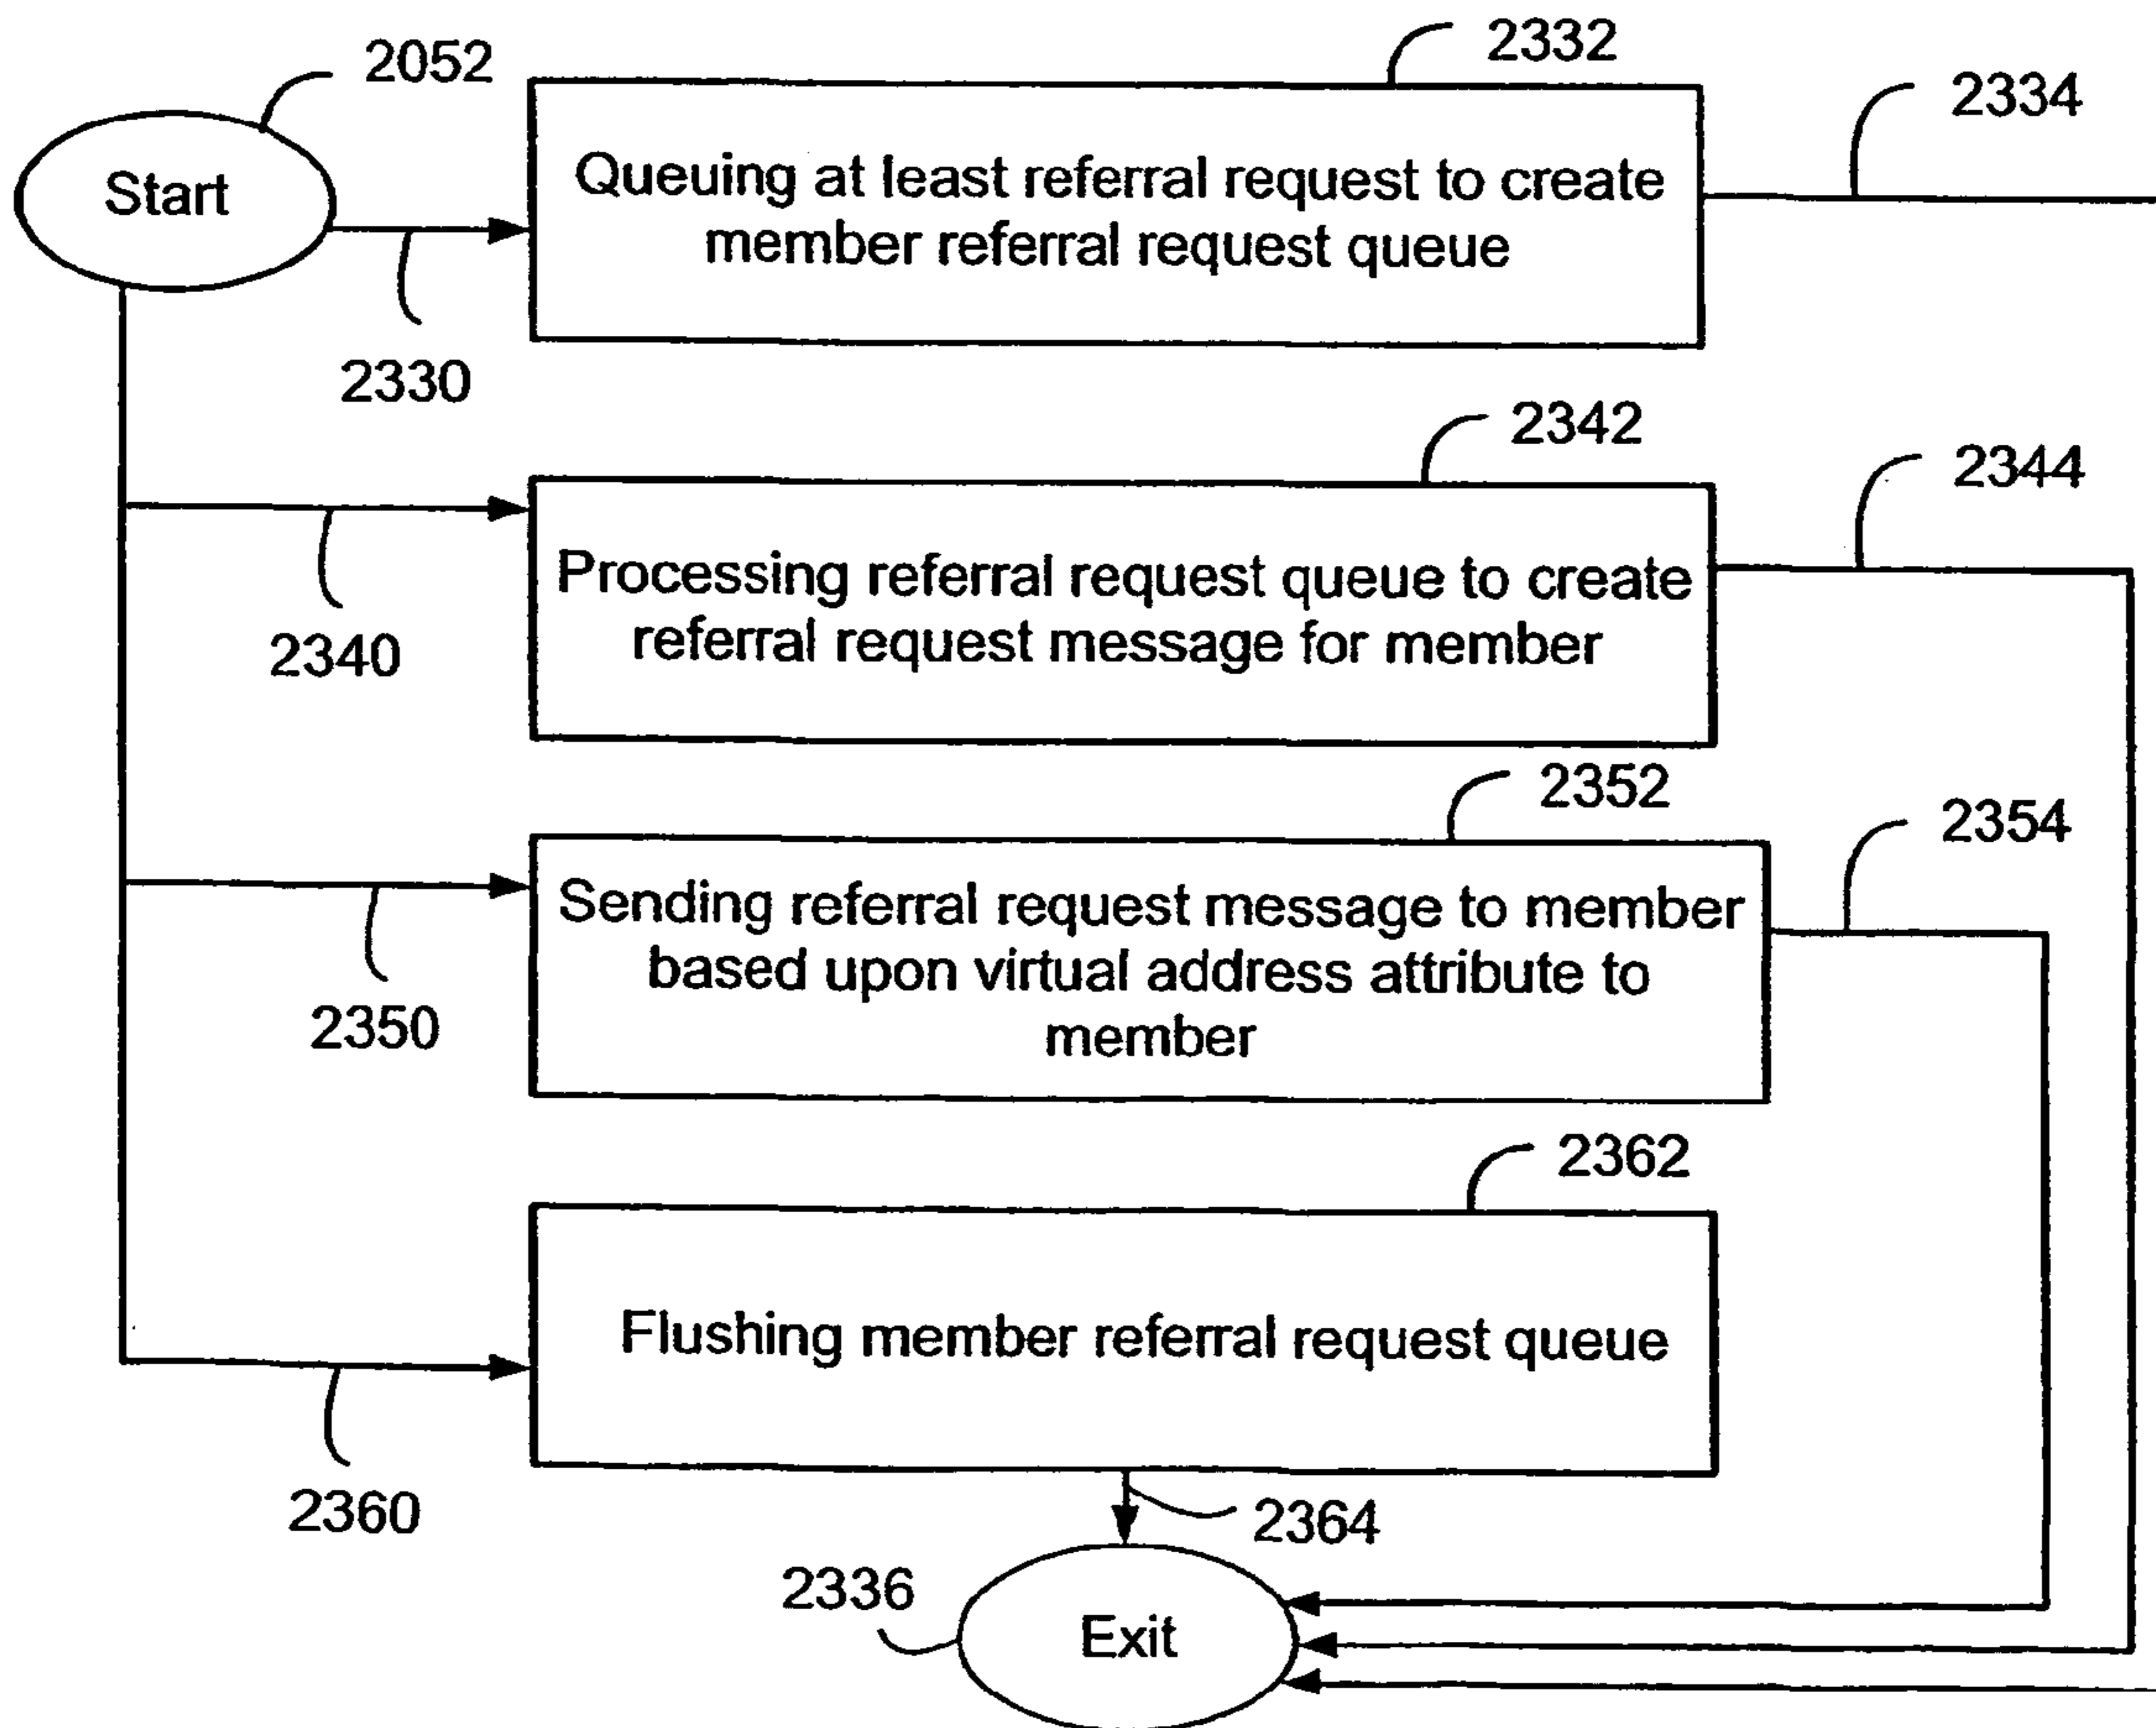 2052
2332
2334
Start
Queuing at least referral request to create
member referral request queue
2330
2342
2344
Processing referral request queue to create
referral request message for member
2340
2352
2354
Sending referral request message to member
based upon virtual address attribute to
member
2350
2362
Flushing member referral request queue
2360
2364
2336
Exit